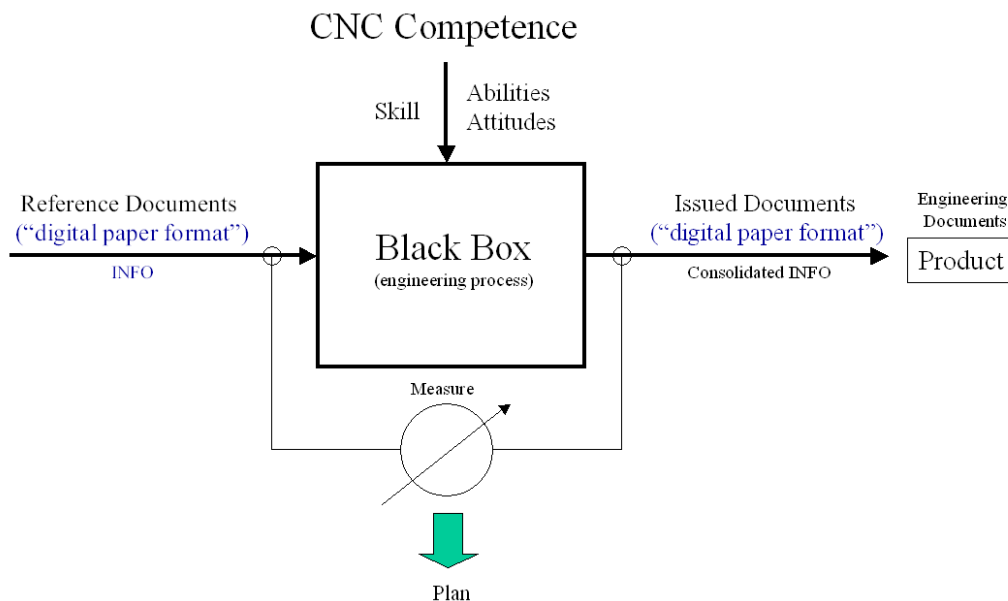 CNC Competence
Skill
Abilities
Attitudes
Reference Documents
(“digital paper format”)
INFO
Black Box
(engineering process)
Issued Documents
(“digital paper format”)
Consolidated INFO
Engineering
Documents
Product
Measure
Plan